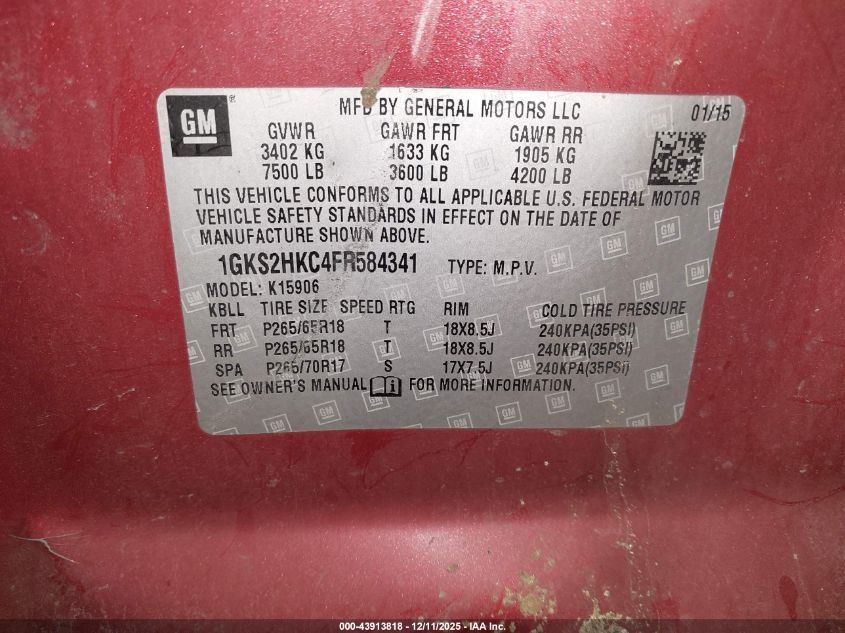 GM ® MFD BY GENERAL MOTORS LLC 01/15
GVWR GAWR FRT GAWR RR
3402 KG 1633 KG 1905 KG
7500 LB 3600 LB 4200 LB
THIS VEHICLE CONFORMS TO ALL APPLICABLE U.S. FEDERAL MOTOR
VEHICLE SAFETY STANDARDS IN EFFECT ON THE DATE OF
MANUFACTURE SHOWN ABOVE.
1GKS2HKC4FR584341 TYPE: M.P.V.
MODEL: K15906
KBLL TIRE SIZE SPEED RTG RIM COLD TIRE PRESSURE
FRT P265/65R18 T 18X8.5J 240KPA(35PSI)
RR P265/65R18 T 18X8.5J 240KPA(35PSI)
SPA P265/70R17 S 17X7.5J 240KPA(35PSI)
SEE OWNER'S MANUAL FOR MORE INFORMATION.
000-43913818 - 12/11/2025 - IAA Inc.